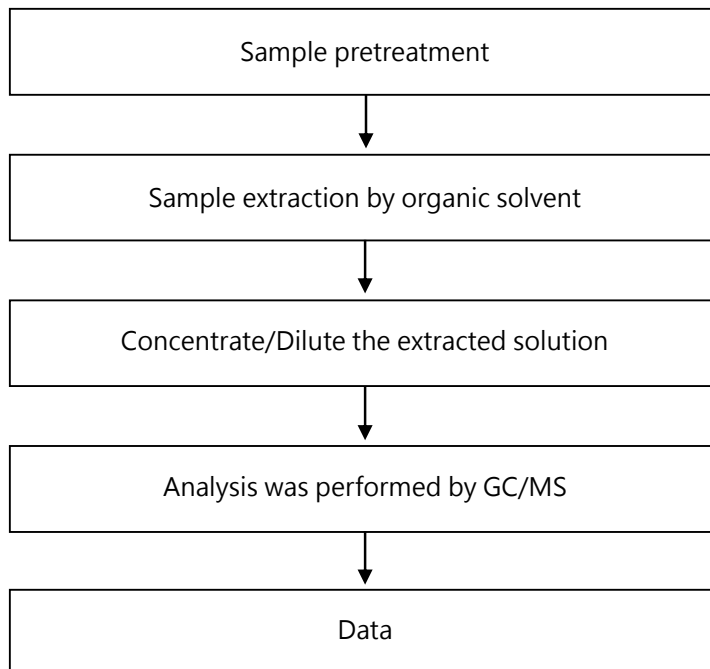 Sample pretreatment
Sample extraction by organic solvent
Concentrate/Dilute the extracted solution
Analysis was performed by GC/MS
Data